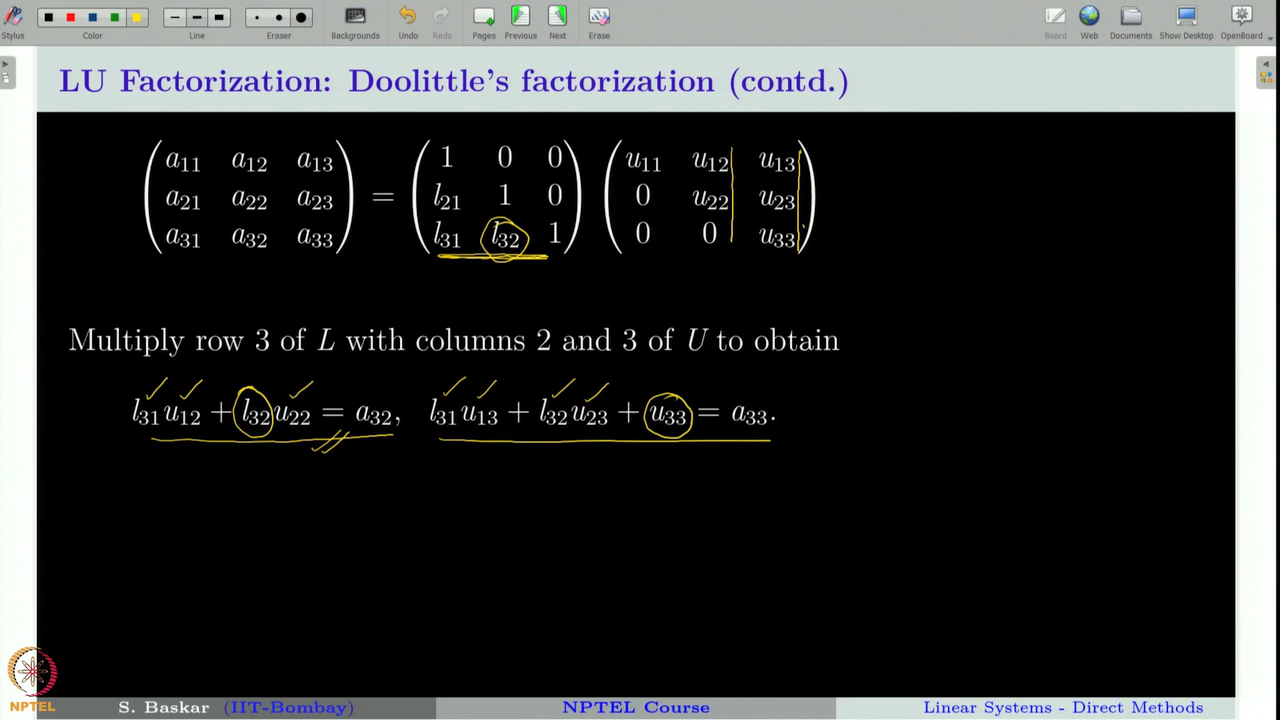 Stylus Color Line Eraser Backgrounds Undo Redo Pages Previous Next Erase Board Web Documents Show Desktop OpenBoard
LU Factorization: Doolittle's factorization (contd.)
a₁₁ a₁₂ a₁₃ 1 0 0 u₁₁ u₁₂ u₁₃
a₂₁ a₂₂ a₂₃ = l₂₁ 1 0 0 u₂₂ u₂₃
a₃₁ a₃₂ a₃₃ l₃₁ l₃₂ 1 0 0 u₃₃
Multiply row 3 of L with columns 2 and 3 of U to obtain
l₃₁u₁₂ + l₃₂u₂₂ = a₃₂, l₃₁u₁₃ + l₃₂u₂₃ + u₃₃ = a₃₃.
NPTEL
S. Baskar (IIT-Bombay) NPTEL Course Linear Systems - Direct Methods